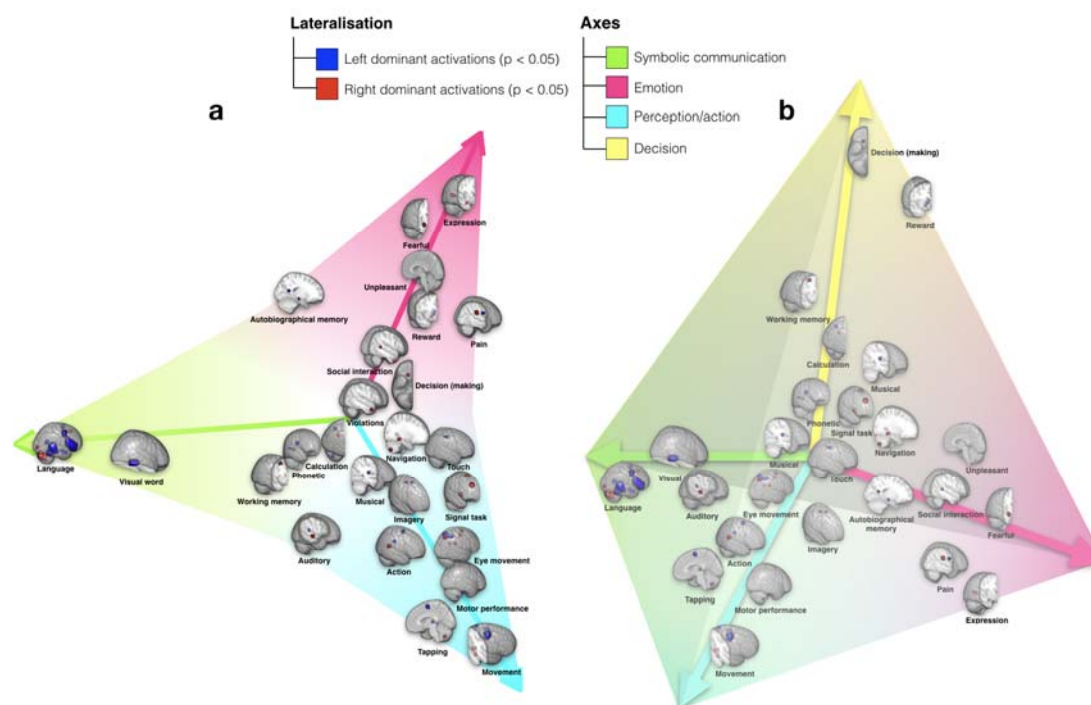 Lateralisation
Left dominant activations (p < 0.05)
Right dominant activations (p < 0.05)
Axes
Symbolic communication
Emotion
Perception/action
Decision
a
Expression
Fearful
Unpleasant
Autobiographical memory
Reward
Pain
Social interaction
Decision (making)
Violations
Language
Visual word
Calculation
Phonetic
Navigation
Touch
Working memory
Musical
Imagery
Signal task
Auditory
Action
Eye movement
Motor performance
Tapping
Movement
b
Decision (making)
Reward
Working memory
Calculation
Musical
Phonetic
Signal task
Navigation
Musical
Unpleasant
Visual
Touch
Language
Auditory
Eye movement
Autobiographical
memory
Social interaction
Fearful
Imagery
Action
Pain
Tapping
Motor performance
Expression
Movement